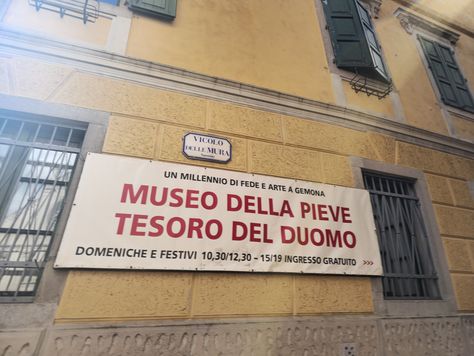 VICOLO
DELLE MURA
UN MILLENNIO DI FEDE E ARTE A GEMONA
MUSEO DELLA PIEVE
TESORO DEL DUOMO
DOMENICHE E FESTIVI 10,30/12,30 – 15/19 INGRESSO GRATUITO >>>